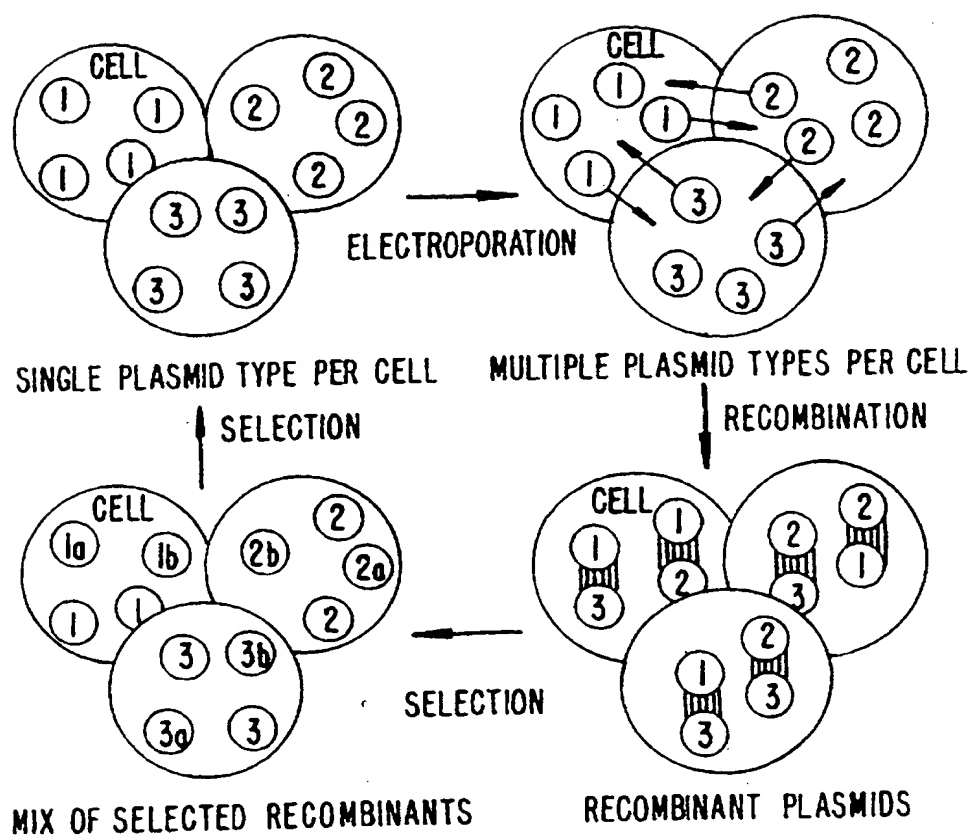 CELL
1 1 1 1
2 2 2 2
3 3 3 3
ELECTROPORATION
CELL
1 1 1 1
2 2 2 2
3 3 3 3
SINGLE PLASMID TYPE PER CELL
MULTIPLE PLASMID TYPES PER CELL
SELECTION
RECOMBINATION
CELL
1a 1b 1 1
2 2b 2a 2
3 3b 3a 3
SELECTION
CELL
1 3 1 2
2 3 2 1
1 3 2 3
MIX OF SELECTED RECOMBINANTS
RECOMBINANT PLASMIDS